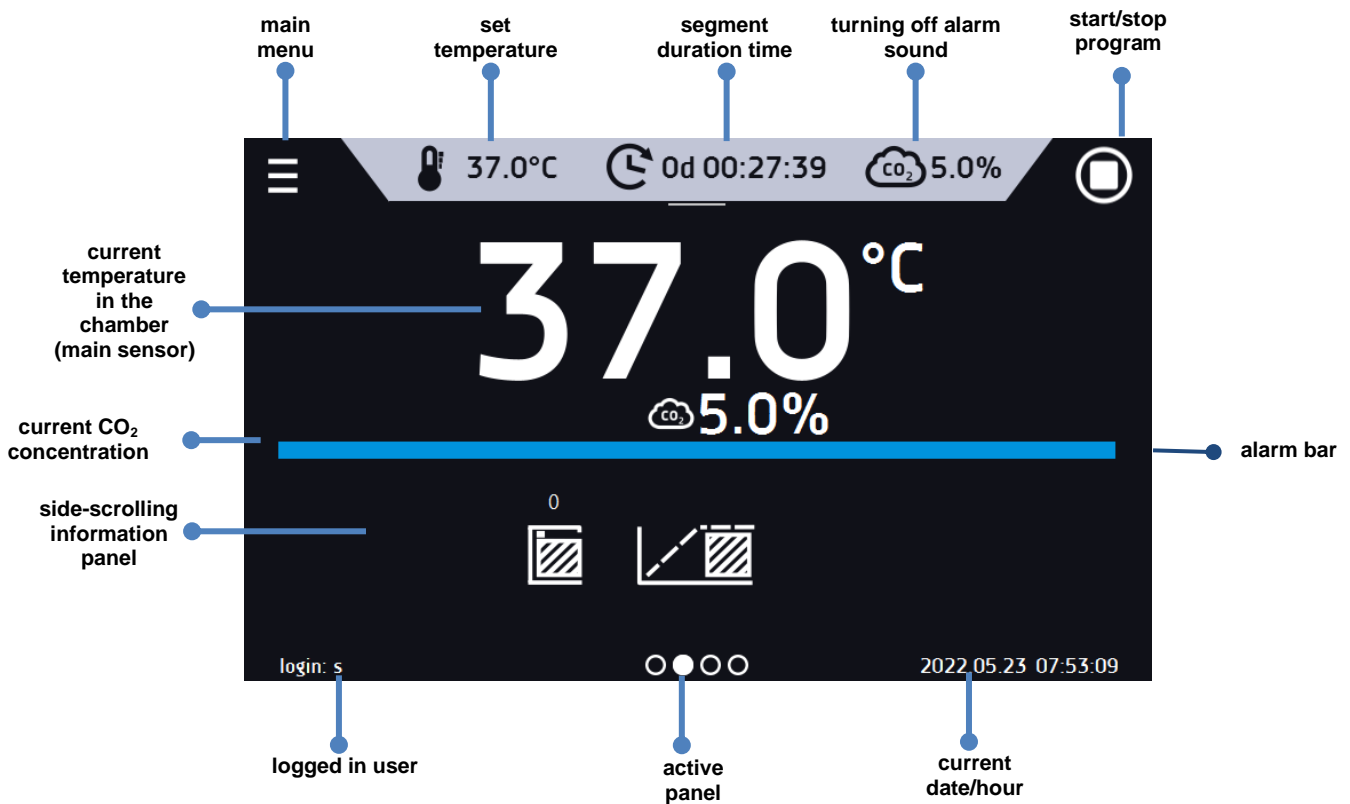 main
menu
set
temperature
segment
duration time
turning off alarm
sound
start/stop
program
37.0°C
0d 00:27:39
CO₂ 5.0%
37.0°C
current
temperature
in the
chamber
(main sensor)
CO₂ 5.0%
current CO₂
concentration
alarm bar
side-scrolling
information
panel
0
login: s
2022.05.23 07:53:09
logged in user
active
panel
current
date/hour